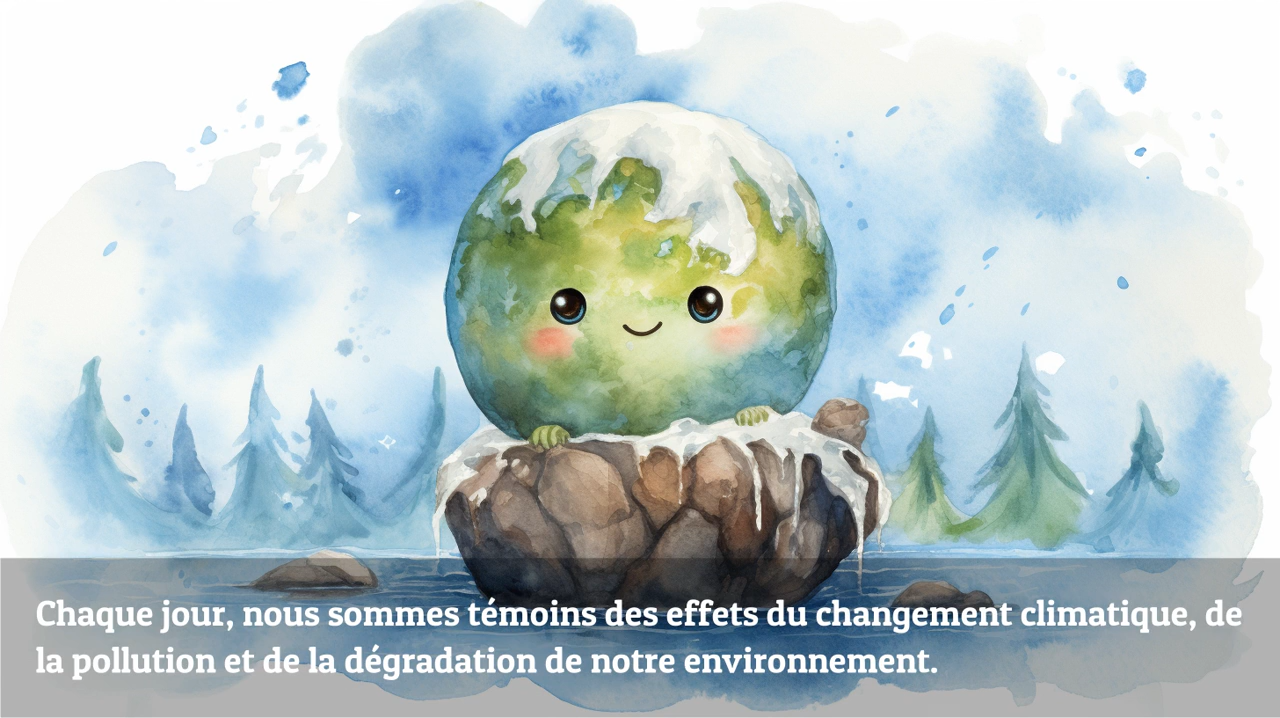 Chaque jour, nous sommes témoins des effets du changement climatique, de
la pollution et de la dégradation de notre environnement.